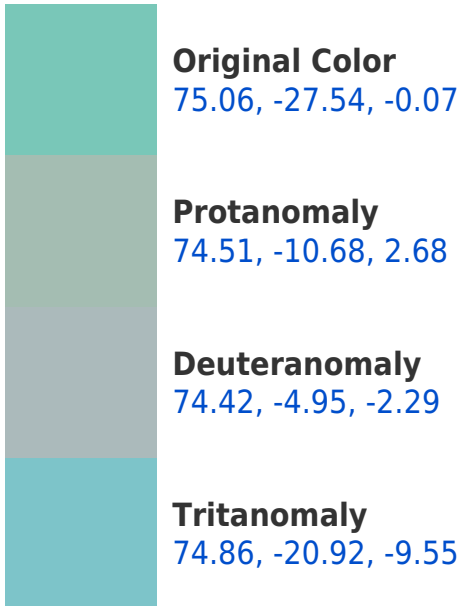 Original Color
75.06, -27.54, -0.07
Protanomaly
74.51, -10.68, 2.68
Deuteranomaly
74.42, -4.95, -2.29
Tritanomaly
74.86, -20.92, -9.55